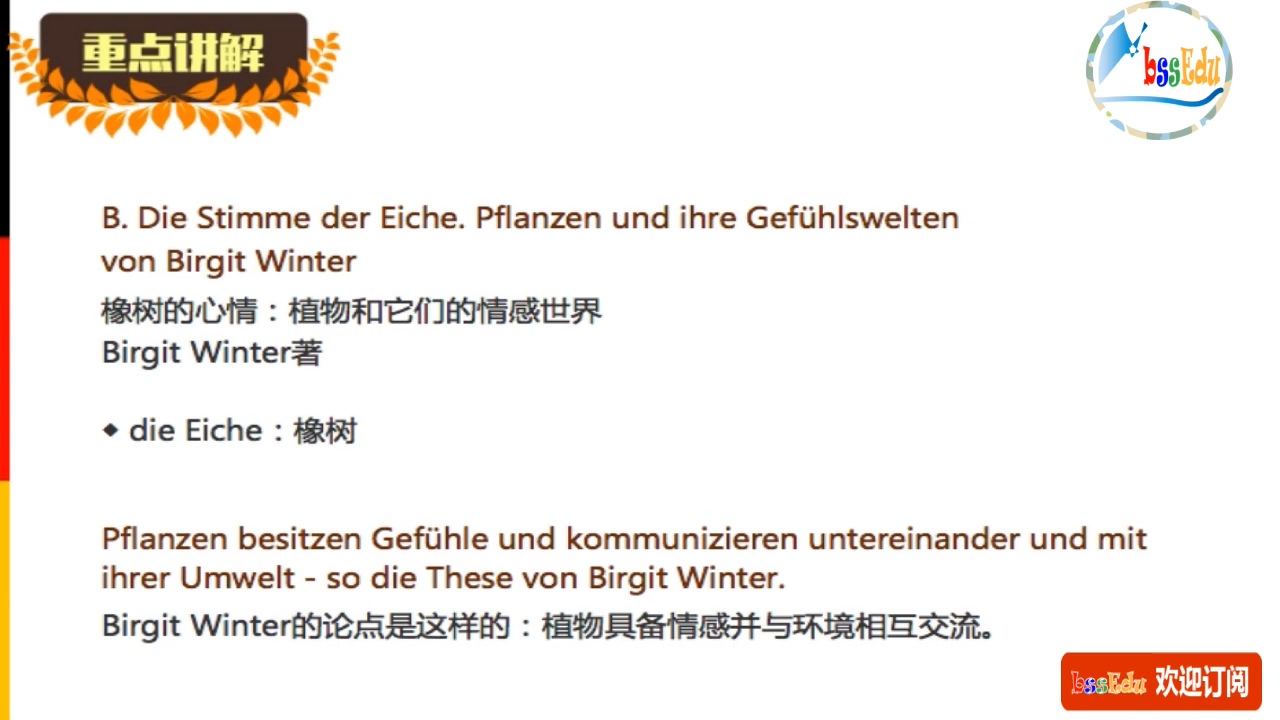 重点讲解
bssEdu
B. Die Stimme der Eiche. Pflanzen und ihre Gefühlswelten
von Birgit Winter
橡树的心情：植物和它们的情感世界
Birgit Winter著
◆ die Eiche：橡树
Pflanzen besitzen Gefühle und kommunizieren untereinander und mit
ihrer Umwelt - so die These von Birgit Winter.
Birgit Winter的论点是这样的：植物具备情感并与环境相互交流。
bssEdu 欢迎订阅